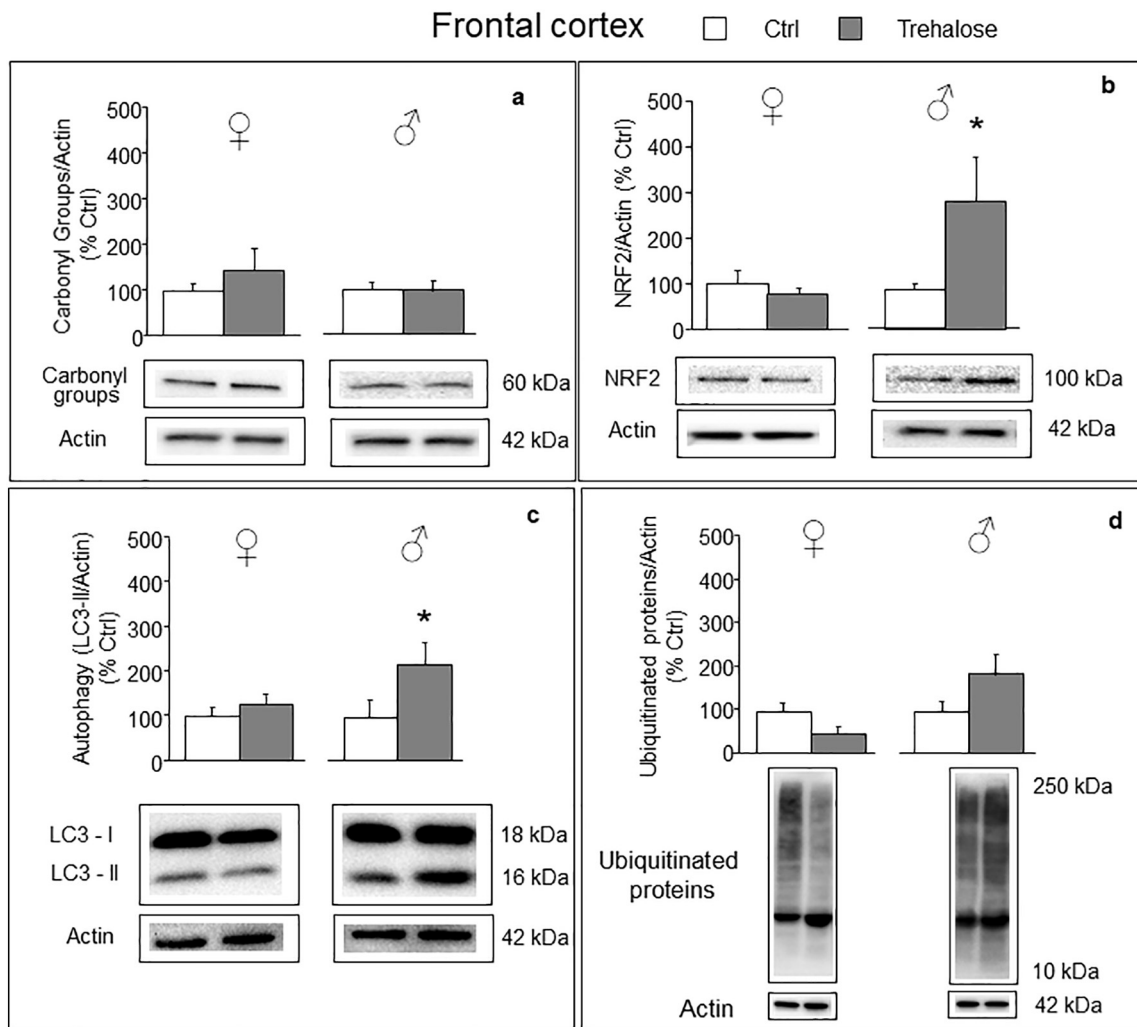 Frontal cortex
Ctrl
Trehalose
a
Carbonyl Groups/Actin
(% Ctrl)
500
400
300
200
100
0
♀
♂
Carbonyl
groups
60 kDa
Actin
42 kDa
b
NRF2/Actin (% Ctrl)
500
400
300
200
100
0
♀
♂
*
NRF2
100 kDa
Actin
42 kDa
c
Autophagy (LC3-II/Actin)
(% Ctrl)
500
400
300
200
100
0
♀
♂
*
LC3 - I
18 kDa
LC3 - II
16 kDa
Actin
42 kDa
d
Ubiquitinated proteins/Actin
(% Ctrl)
500
400
300
200
100
0
♀
♂
250 kDa
Ubiquitinated
proteins
10 kDa
Actin
42 kDa